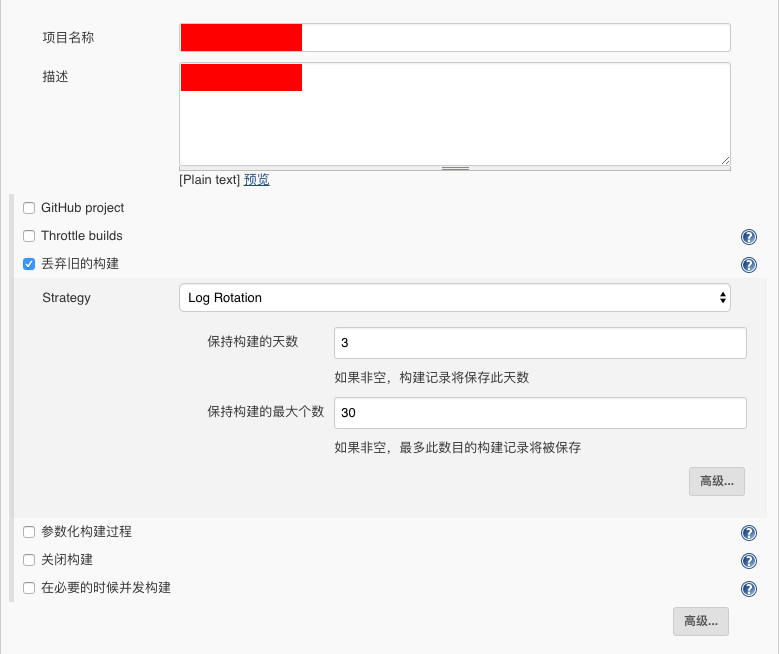 项目名称
描述
[Plain text] 预览
GitHub project
Throttle builds
丢弃旧的构建
Strategy
Log Rotation
保持构建的天数
3
如果非空，构建记录将保存此天数
保持构建的最大个数
30
如果非空，最多此数目的构建记录将被保存
高级...
参数化构建过程
关闭构建
在必要的时候并发构建
高级...